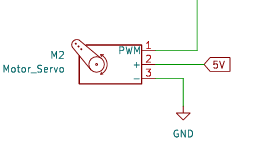 M2
Motor_Servo
PWM 1
+ 2
- 3
5V
GND